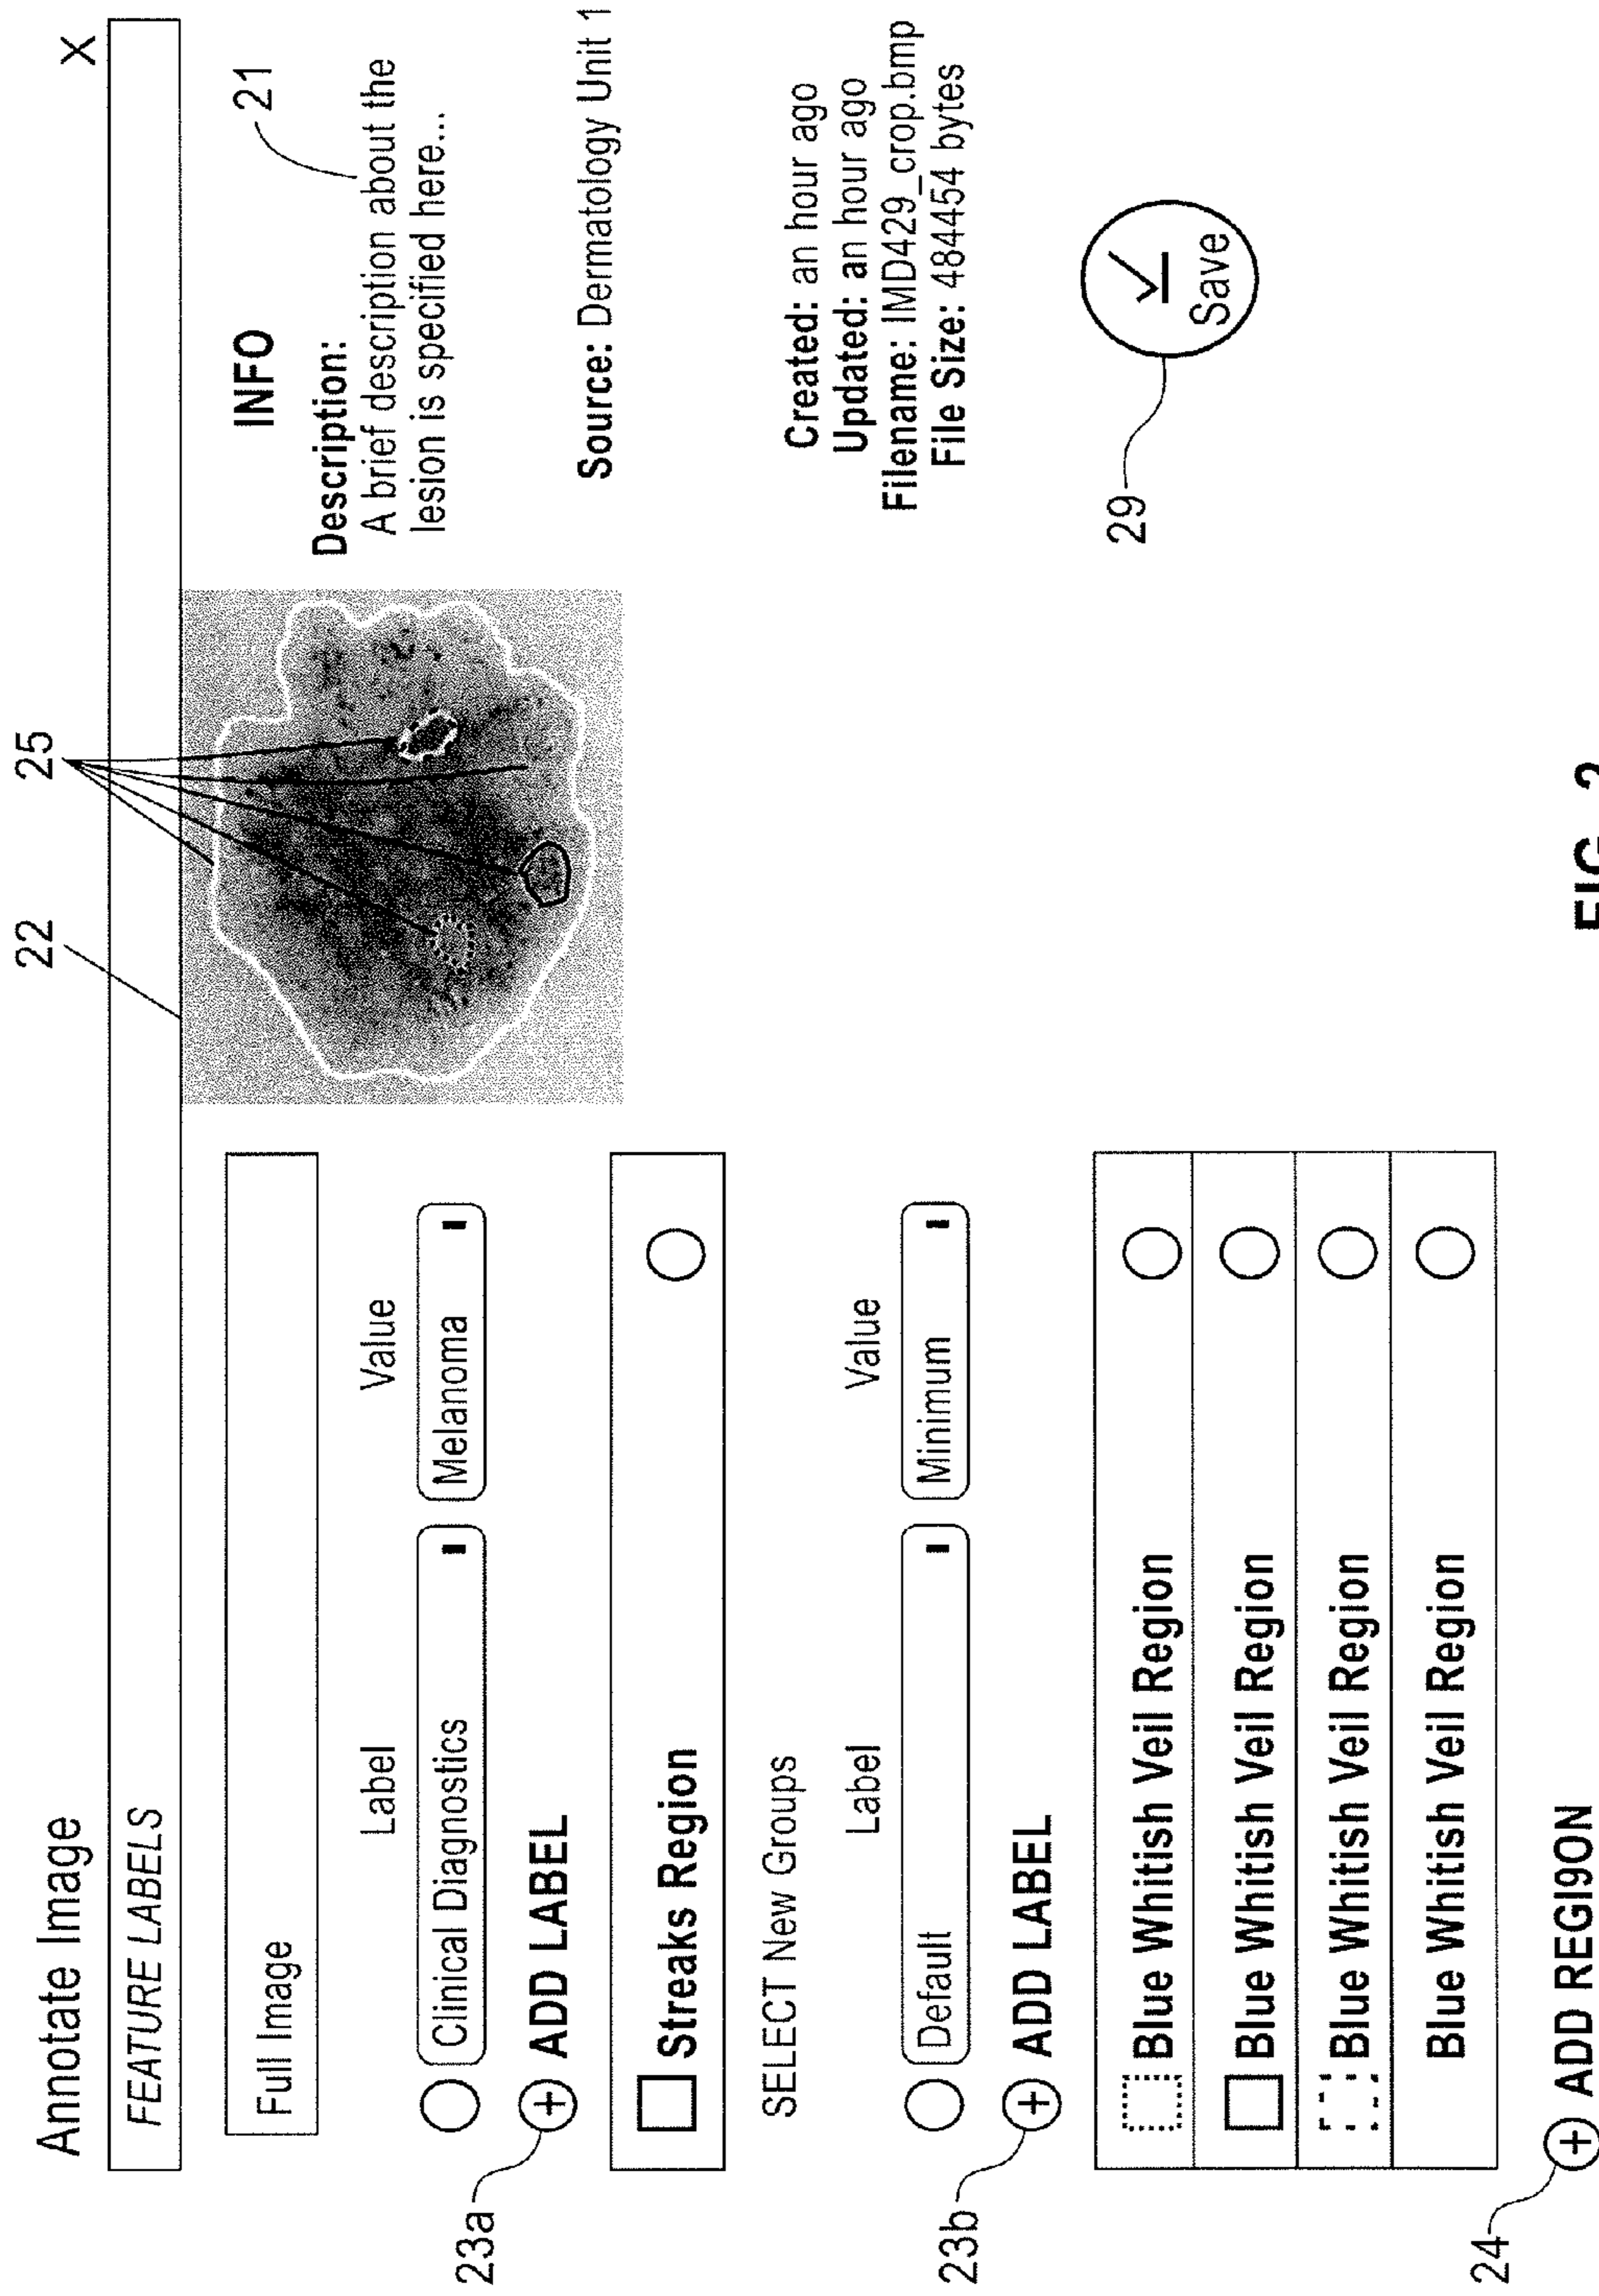 Annotate Image
X
FEATURE LABELS
22
25
Full Image
Label
Value
Clinical Diagnostics
Melanoma
23a
ADD LABEL
Streaks Region
SELECT New Groups
Label
Value
Default
Minimum
23b
ADD LABEL
Blue Whitish Veil Region
Blue Whitish Veil Region
Blue Whitish Veil Region
Blue Whitish Veil Region
24
ADD REGI9ON
INFO
21
Description:
A brief description about the
lesion is specified here...
Source: Dermatology Unit 1
Created: an hour ago
Updated: an hour ago
Filename: IMD429_crop.bmp
File Size: 484454 bytes
29
Save
FIG. 2